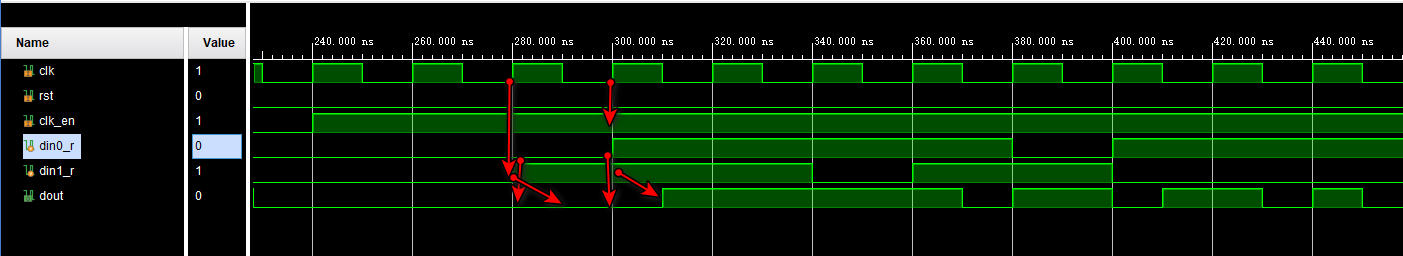 Name Value
240.000 ns 260.000 ns 280.000 ns 300.000 ns 320.000 ns 340.000 ns 360.000 ns 380.000 ns 400.000 ns 420.000 ns 440.000 ns
clk 1
rst 0
clk_en 1
din0_r 0
din1_r 1
dout 0